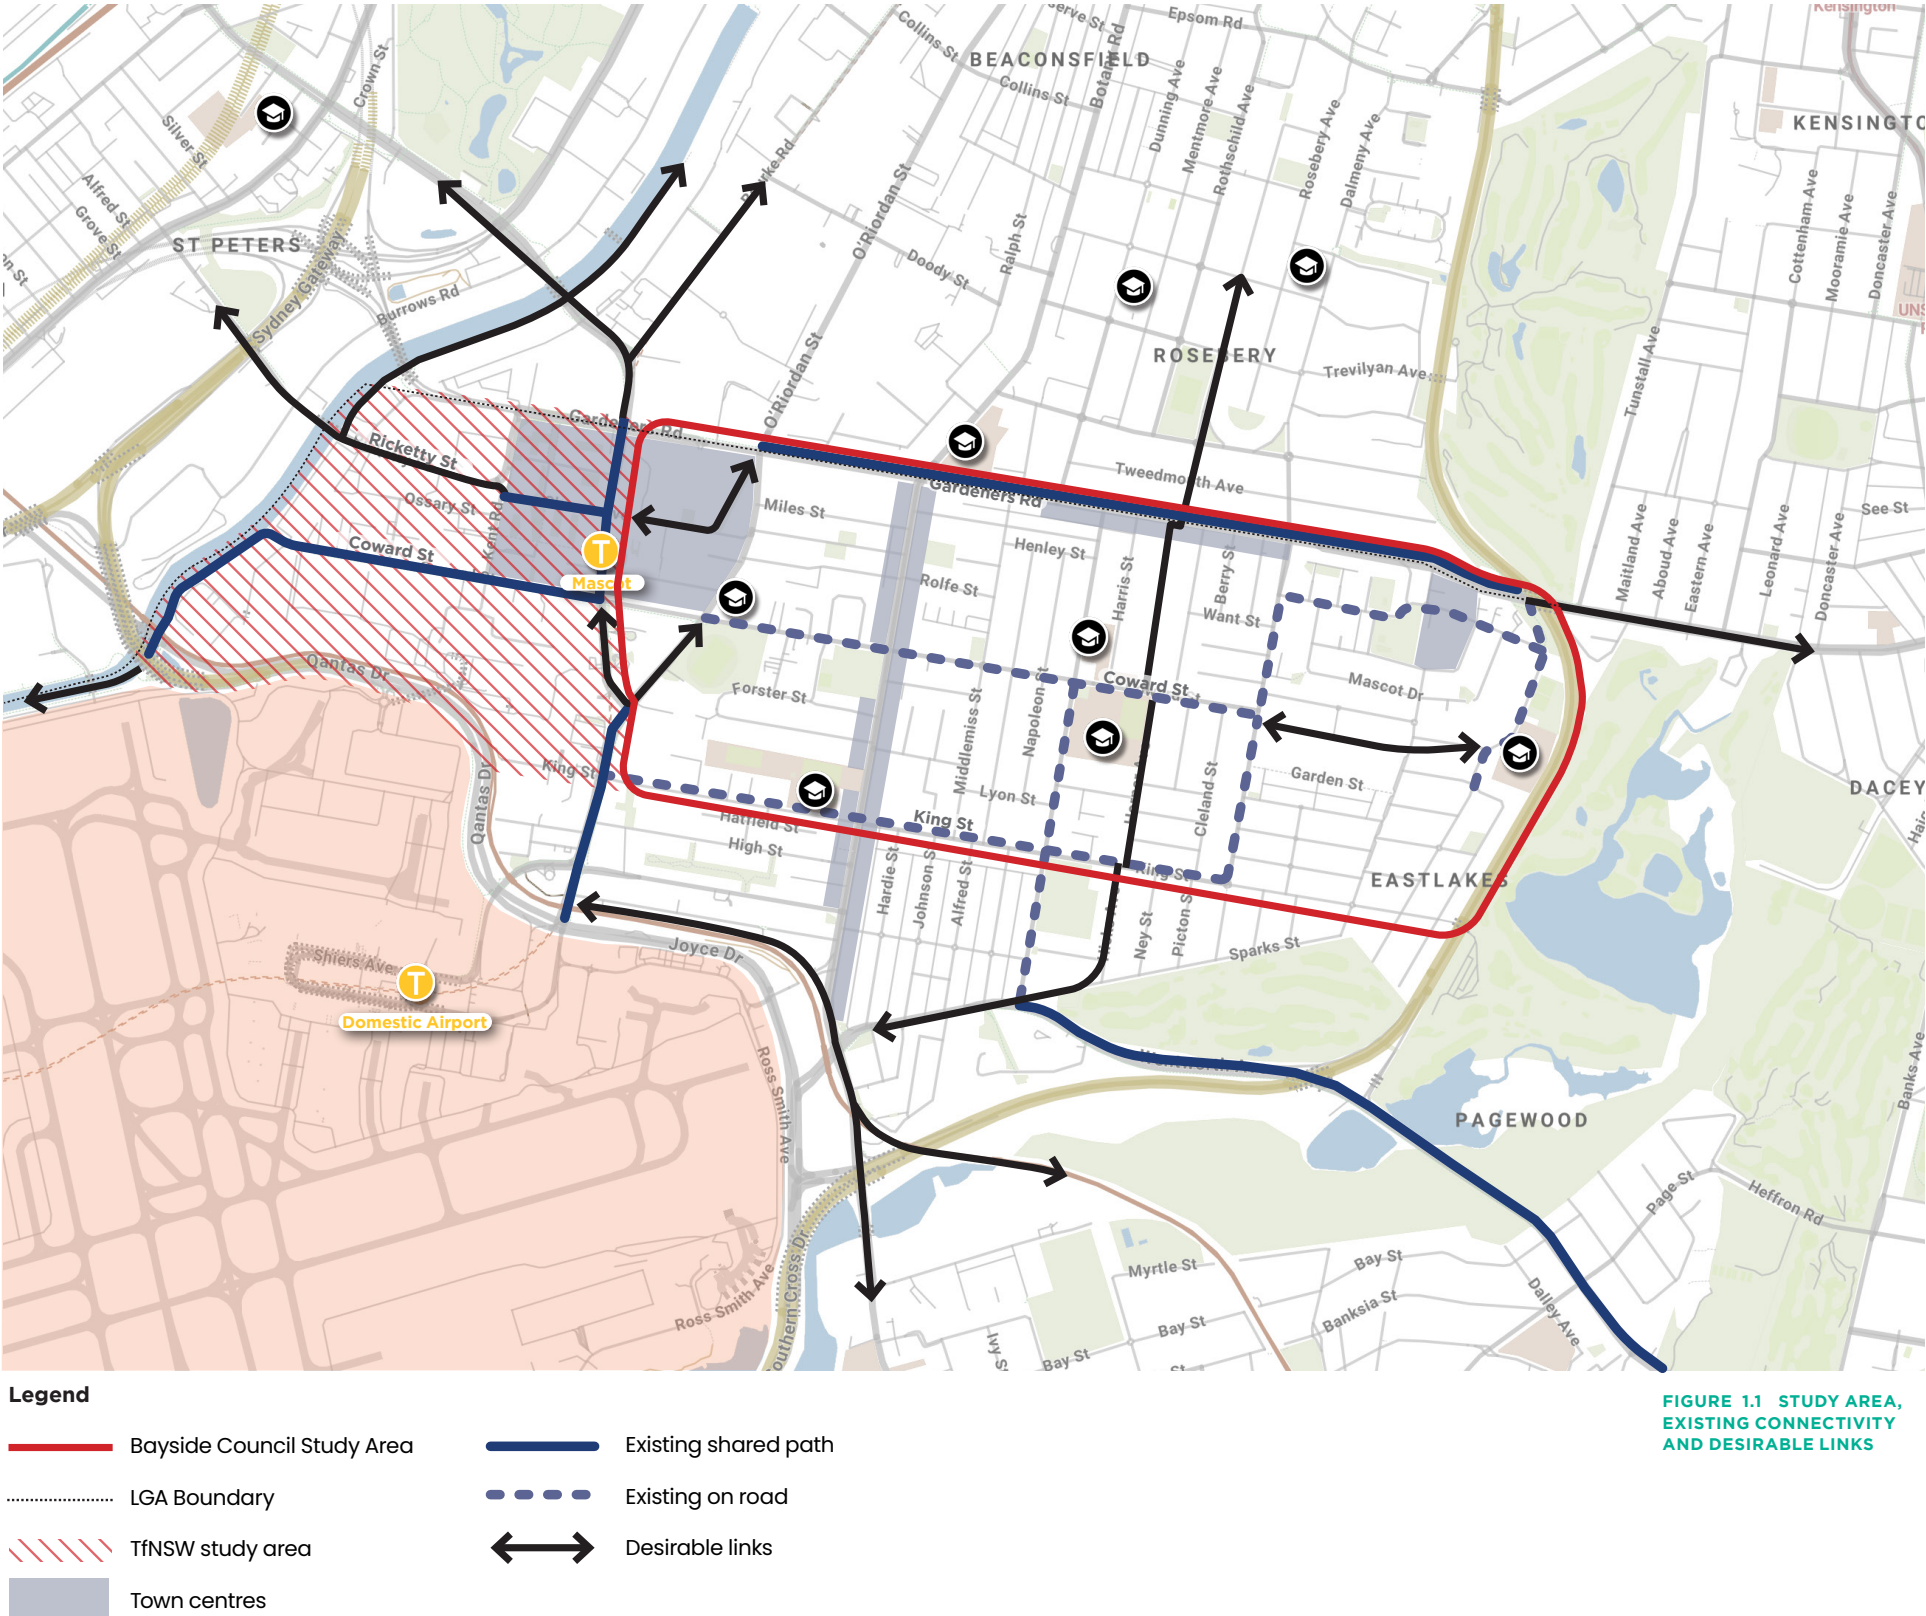 Kensington
Epsom Rd
Collins St
BEACONSFIELD
Botany Rd
Crown St
Collins St
Dunning Ave
Mentmore Ave
Rothschild Ave
Rosebery Ave
Dalmeny Ave
KENSINGTO
Silver St
Alfred St
Grove St
ST PETERS
O'Riordan St
Doody St
Ralph St
Cottenham Ave
Mooramie Ave
Doncaster Ave
Sydney Gateway
Burrows Rd
UNS
ROSEBERY
Trevilyan Ave
Tunstall Ave
O'Riordan St
Gardeners Rd
Ricketty St
Tweedmouth Ave
Gardeners Rd
Ossary St
Kent Rd
Miles St
See St
Coward St
Henley St
Harris St
Berry St
Maitland Ave
Aboud Ave
Eastern Ave
Leonard Ave
Doncaster Ave
T
Mascot
Rolfe St
Want St
Qantas Dr
Forster St
Middlemiss St
Napoleon St
Coward St
Mascot Dr
King St
Qantas Dr
Lyon St
Cleland St
Garden St
DACEY
Hatfield St
King St
High St
King St
Hardie St
Johnson S
Alfred St
EASTLAKES
Ney St
Picton S
Sparks St
Joyce Dr
Shiers Ave
T
Domestic Airport
Ross Smith Ave
Banks Ave
PAGEWOOD
Page St
Heffron Rd
Southern Cross Dr
Ross Smith Ave
Myrtle St
Bay St
Banksia St
Dalley Ave
Bay St
Ivy S
Bay St
St
Legend
Bayside Council Study Area
LGA Boundary
TfNSW study area
Town centres
Existing shared path
Existing on road
Desirable links
FIGURE 1.1 STUDY AREA,
EXISTING CONNECTIVITY
AND DESIRABLE LINKS